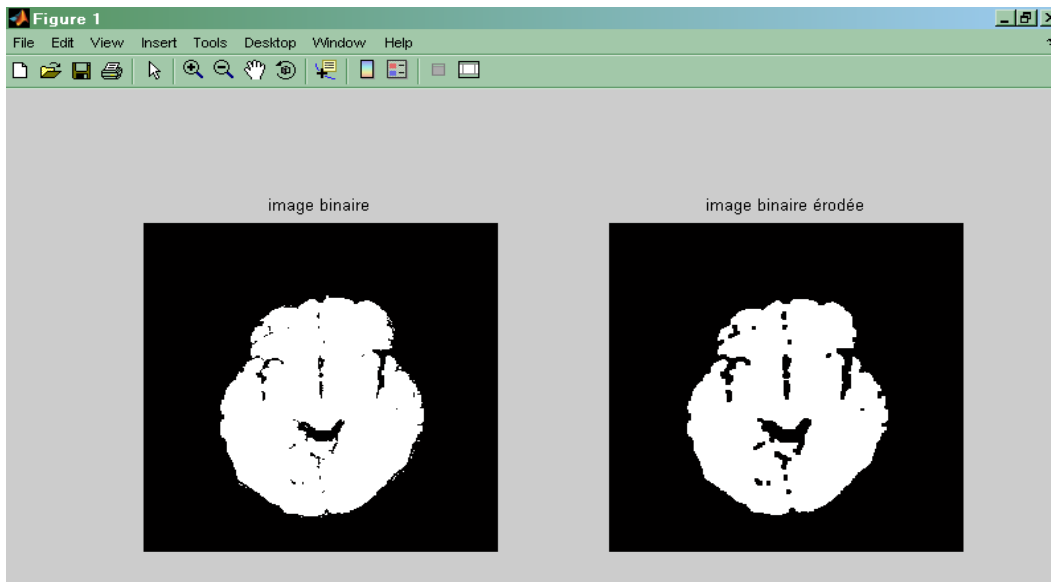 Figure 1
File Edit View Insert Tools Desktop Window Help
image binaire
image binaire érodée